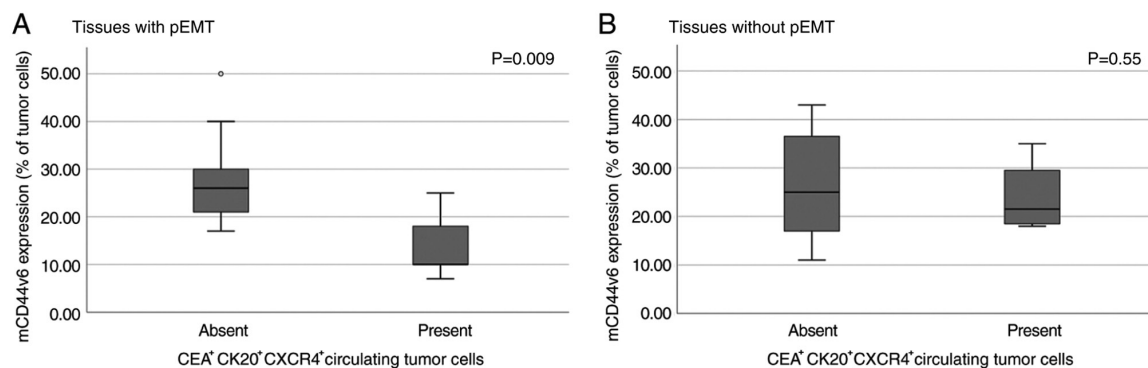 A
Tissues with pEMT
P=0.009
mCD44v6 expression (% of tumor cells)
50.00
40.00
30.00
20.00
10.00
0.00
Absent
Present
CEA⁺ CK20⁺CXCR4⁺circulating tumor cells
B
Tissues without pEMT
P=0.55
mCD44v6 expression (% of tumor cells)
50.00
40.00
30.00
20.00
10.00
0.00
Absent
Present
CEA⁺ CK20⁺CXCR4⁺circulating tumor cells